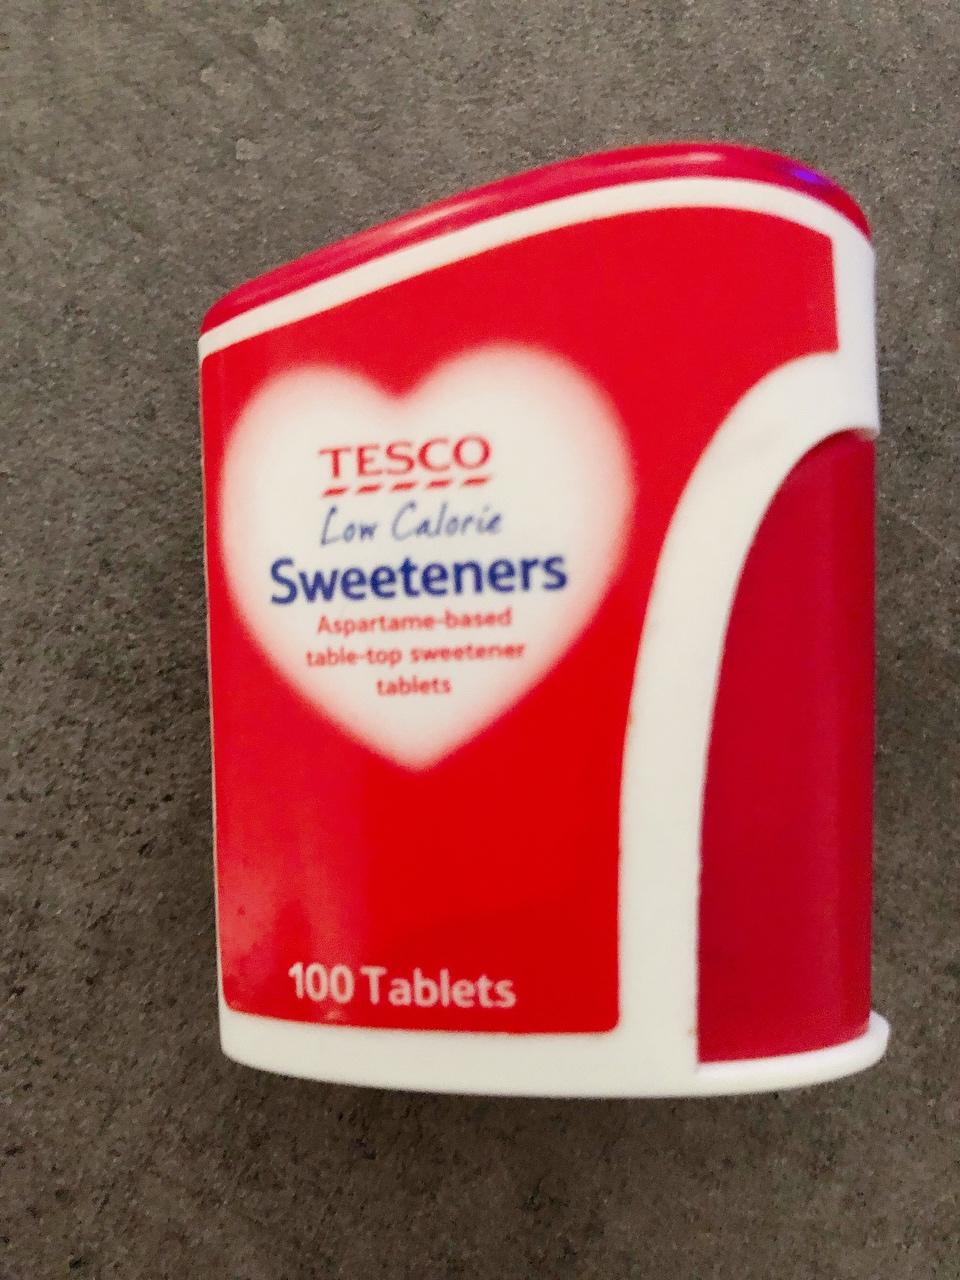 TESCO
Low Calorie
Sweeteners
Aspartame-based
table-top sweetener
tablets
100 Tablets